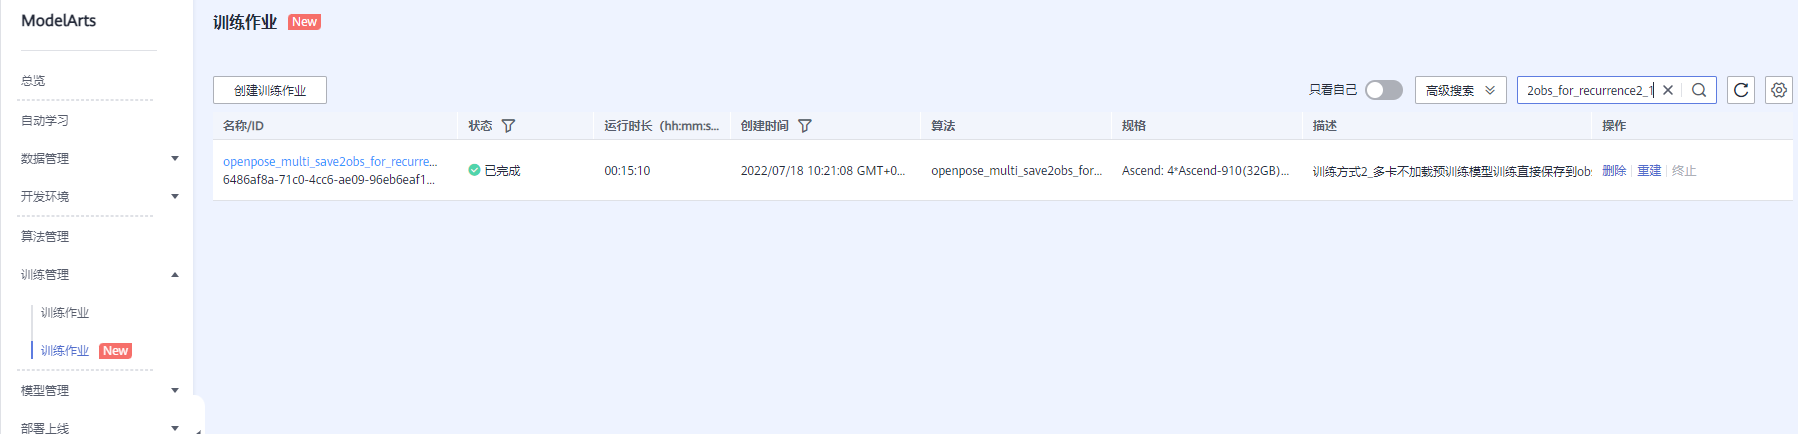 ModelArts
总览
自动学习
数据管理
开发环境
算法管理
训练管理
训练作业
训练作业 New
模型管理
部署上线
训练作业 New
创建训练作业
只看自己
高级搜索
2obs_for_recurrence2_1
名称/ID 状态 运行时长（hh:mm:s... 创建时间 算法 规格 描述 操作
openpose_multi_save2obs_for_recurre...
6486af8a-71c0-4cc6-ae09-96eb6eaf1...
已完成 00:15:10 2022/07/18 10:21:08 GMT+0... openpose_multi_save2obs_for_... Ascend: 4*Ascend-910(32GB)... 训练方式2_多卡不加载预训练模型训练直接保存到obs 删除 重建 终止